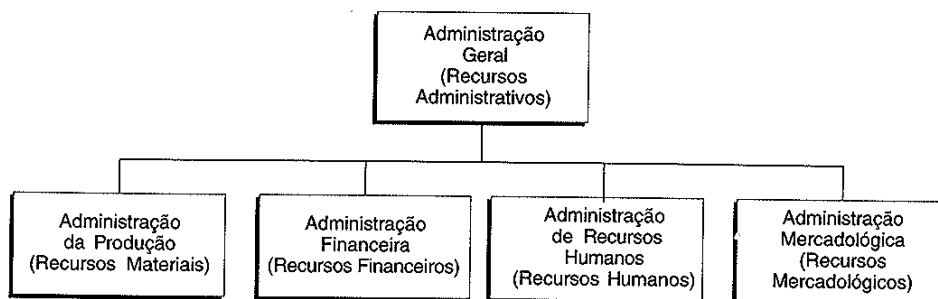 Administração
Geral
(Recursos
Administrativos)
Administração
da Produção
(Recursos Materiais)
Administração
Financeira
(Recursos Financeiros)
Administração
de Recursos
Humanos
(Recursos Humanos)
Administração
Mercadológica
(Recursos
Mercadológicos)